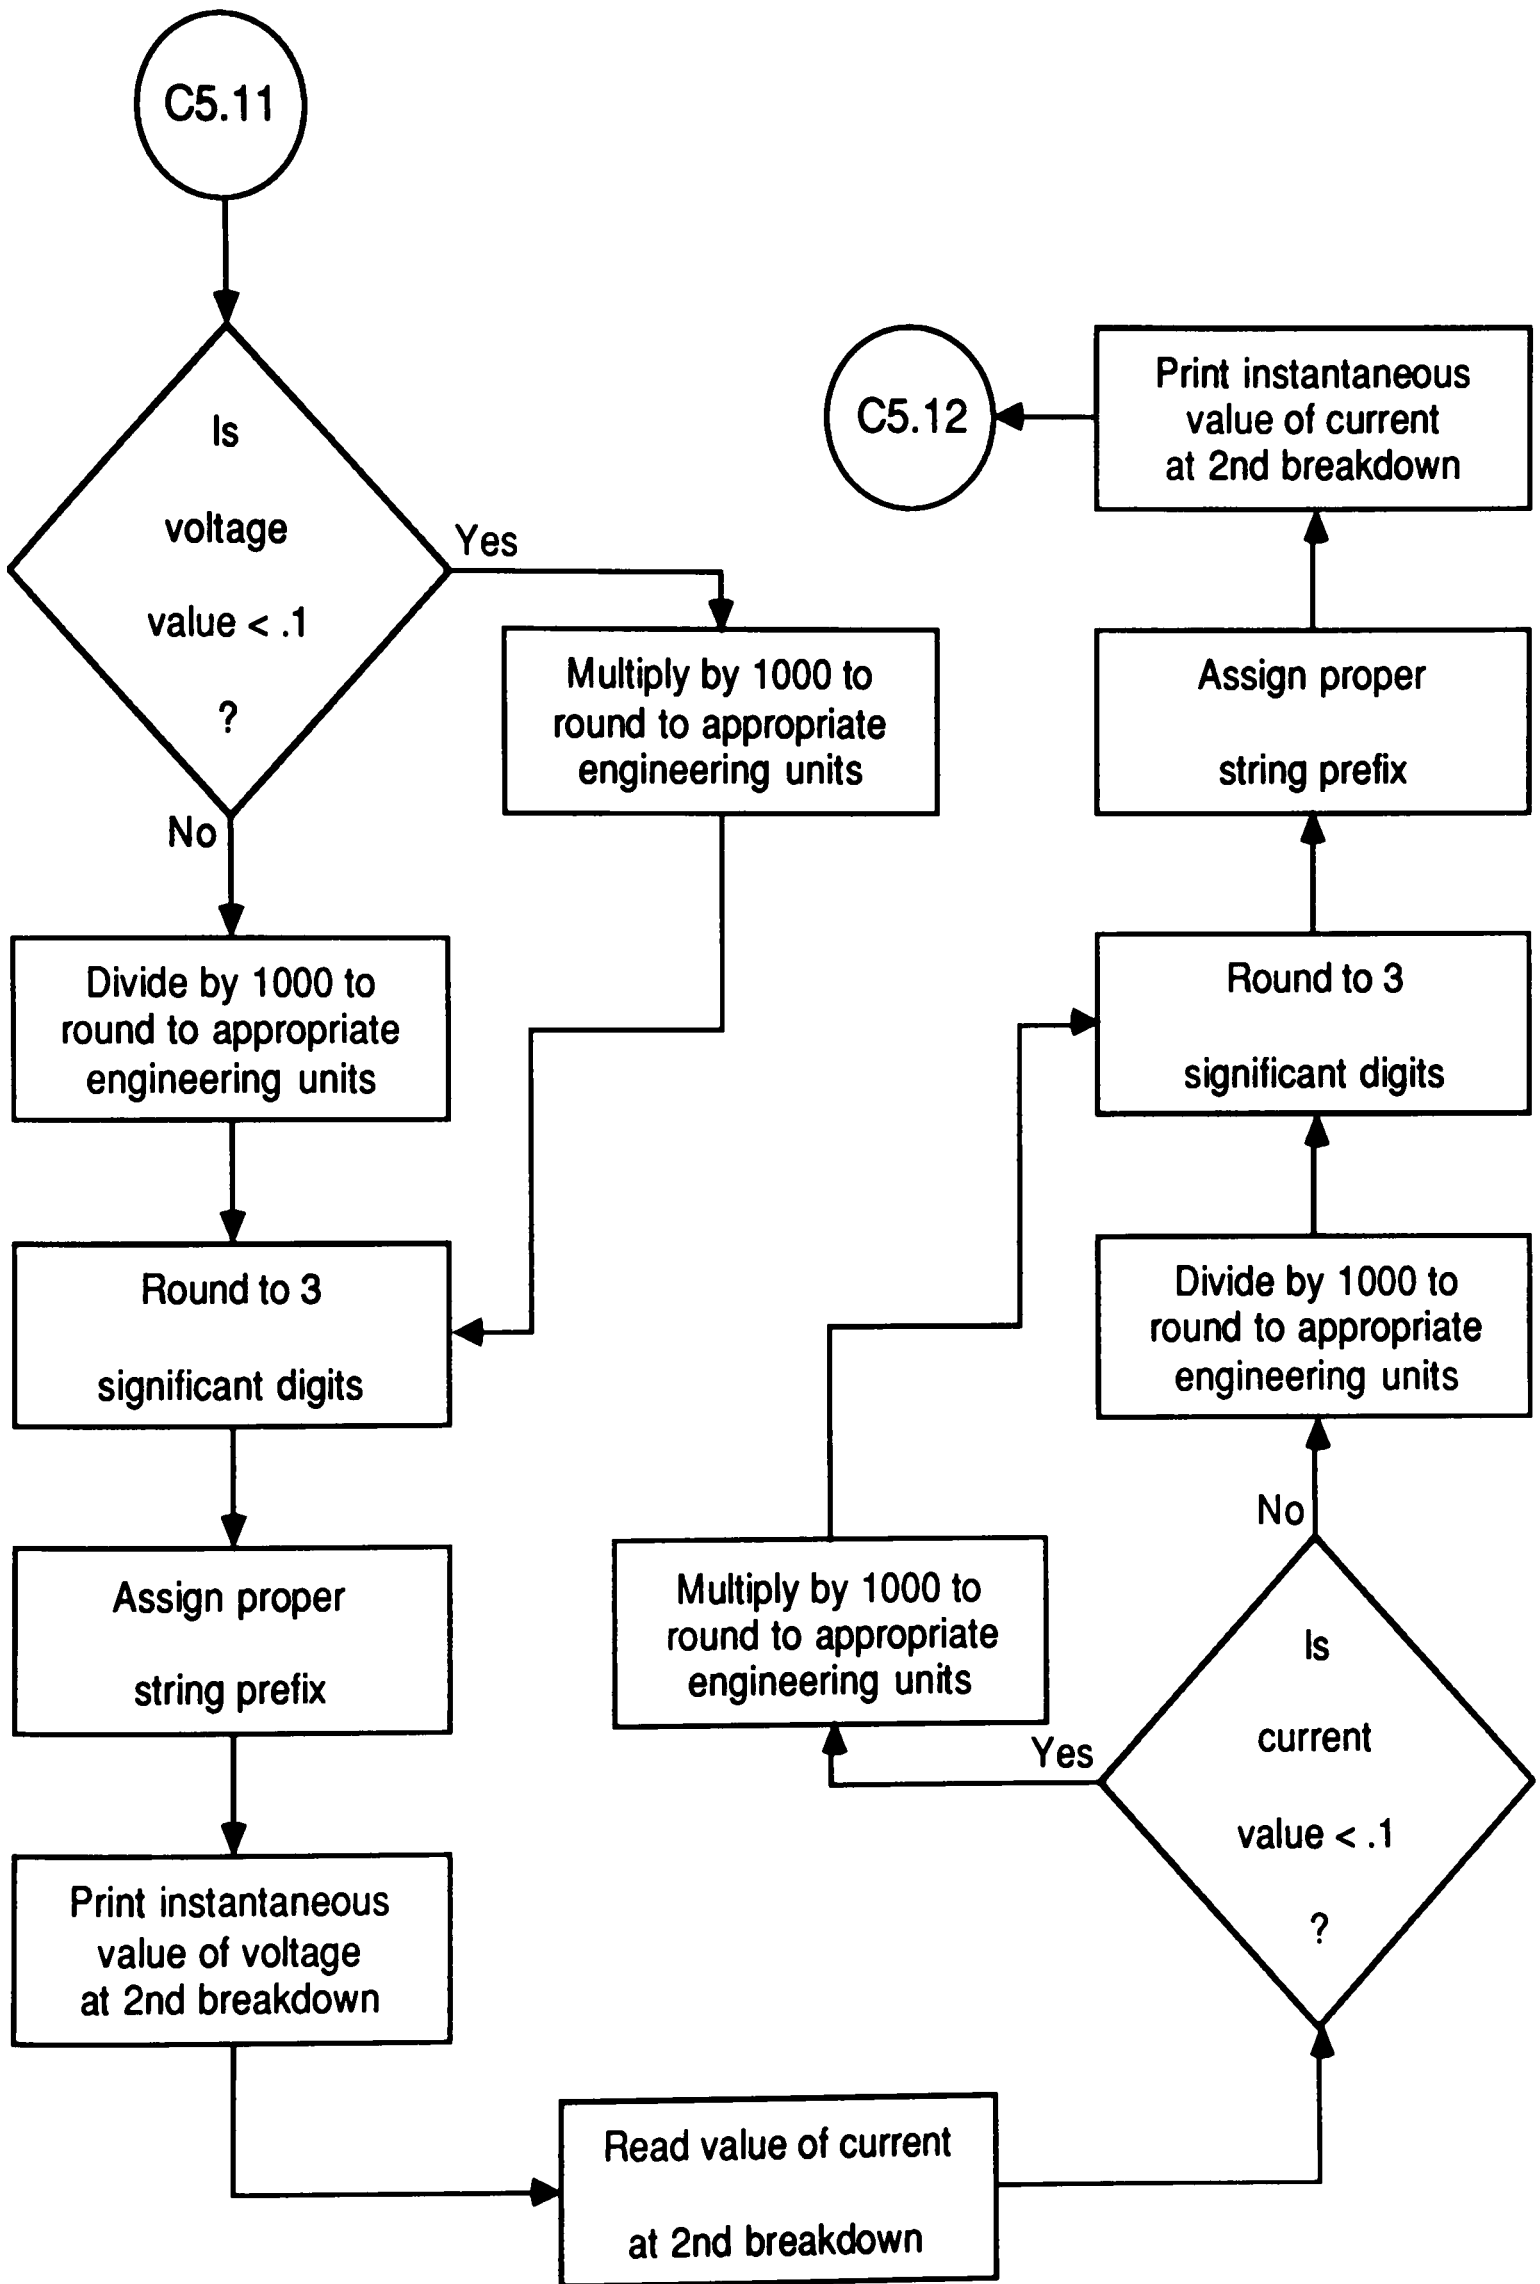 C5.11
Is
voltage
value < .1
?
Yes
No
Multiply by 1000 to
round to appropriate
engineering units
Divide by 1000 to
round to appropriate
engineering units
Round to 3
significant digits
Assign proper
string prefix
Print instantaneous
value of voltage
at 2nd breakdown
Read value of current
at 2nd breakdown
Is
current
value < .1
?
Yes
No
Multiply by 1000 to
round to appropriate
engineering units
Divide by 1000 to
round to appropriate
engineering units
Round to 3
significant digits
Assign proper
string prefix
Print instantaneous
value of current
at 2nd breakdown
C5.12